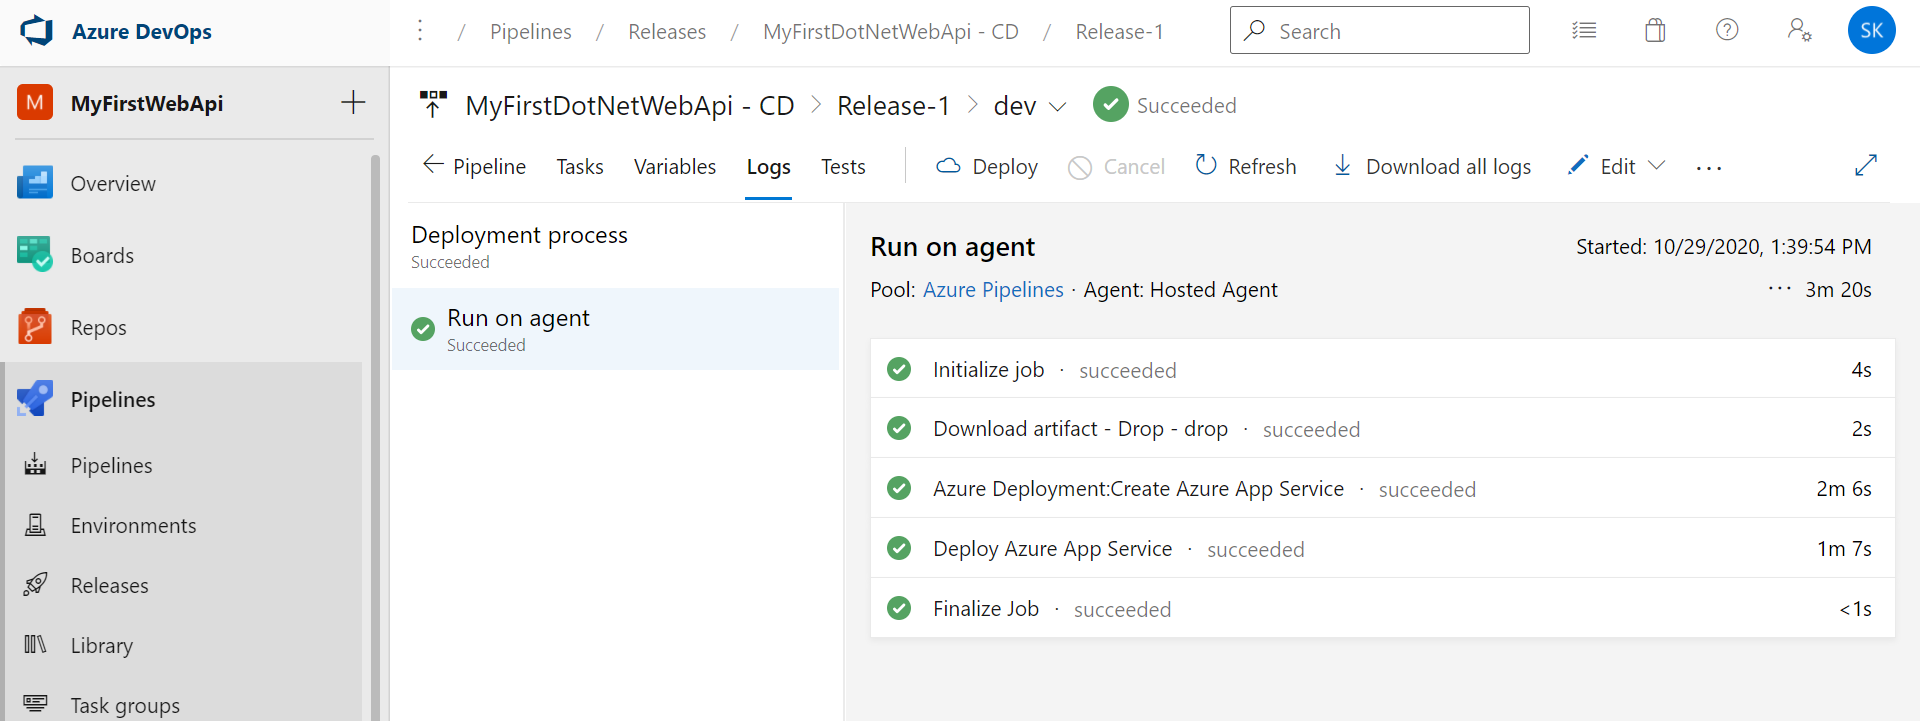 Azure DevOps
/ Pipelines / Releases / MyFirstDotNetWebApi - CD / Release-1
Search
SK
M MyFirstWebApi
Overview
Boards
Repos
Pipelines
Pipelines
Environments
Releases
Library
Task groups
MyFirstDotNetWebApi - CD > Release-1 > dev Succeeded
Pipeline Tasks Variables Logs Tests Deploy Cancel Refresh Download all logs Edit ...
Deployment process
Succeeded
Run on agent
Succeeded
Run on agent
Started: 10/29/2020, 1:39:54 PM
Pool: Azure Pipelines · Agent: Hosted Agent
... 3m 20s
Initialize job · succeeded 4s
Download artifact - Drop - drop · succeeded 2s
Azure Deployment:Create Azure App Service · succeeded 2m 6s
Deploy Azure App Service · succeeded 1m 7s
Finalize Job · succeeded <1s